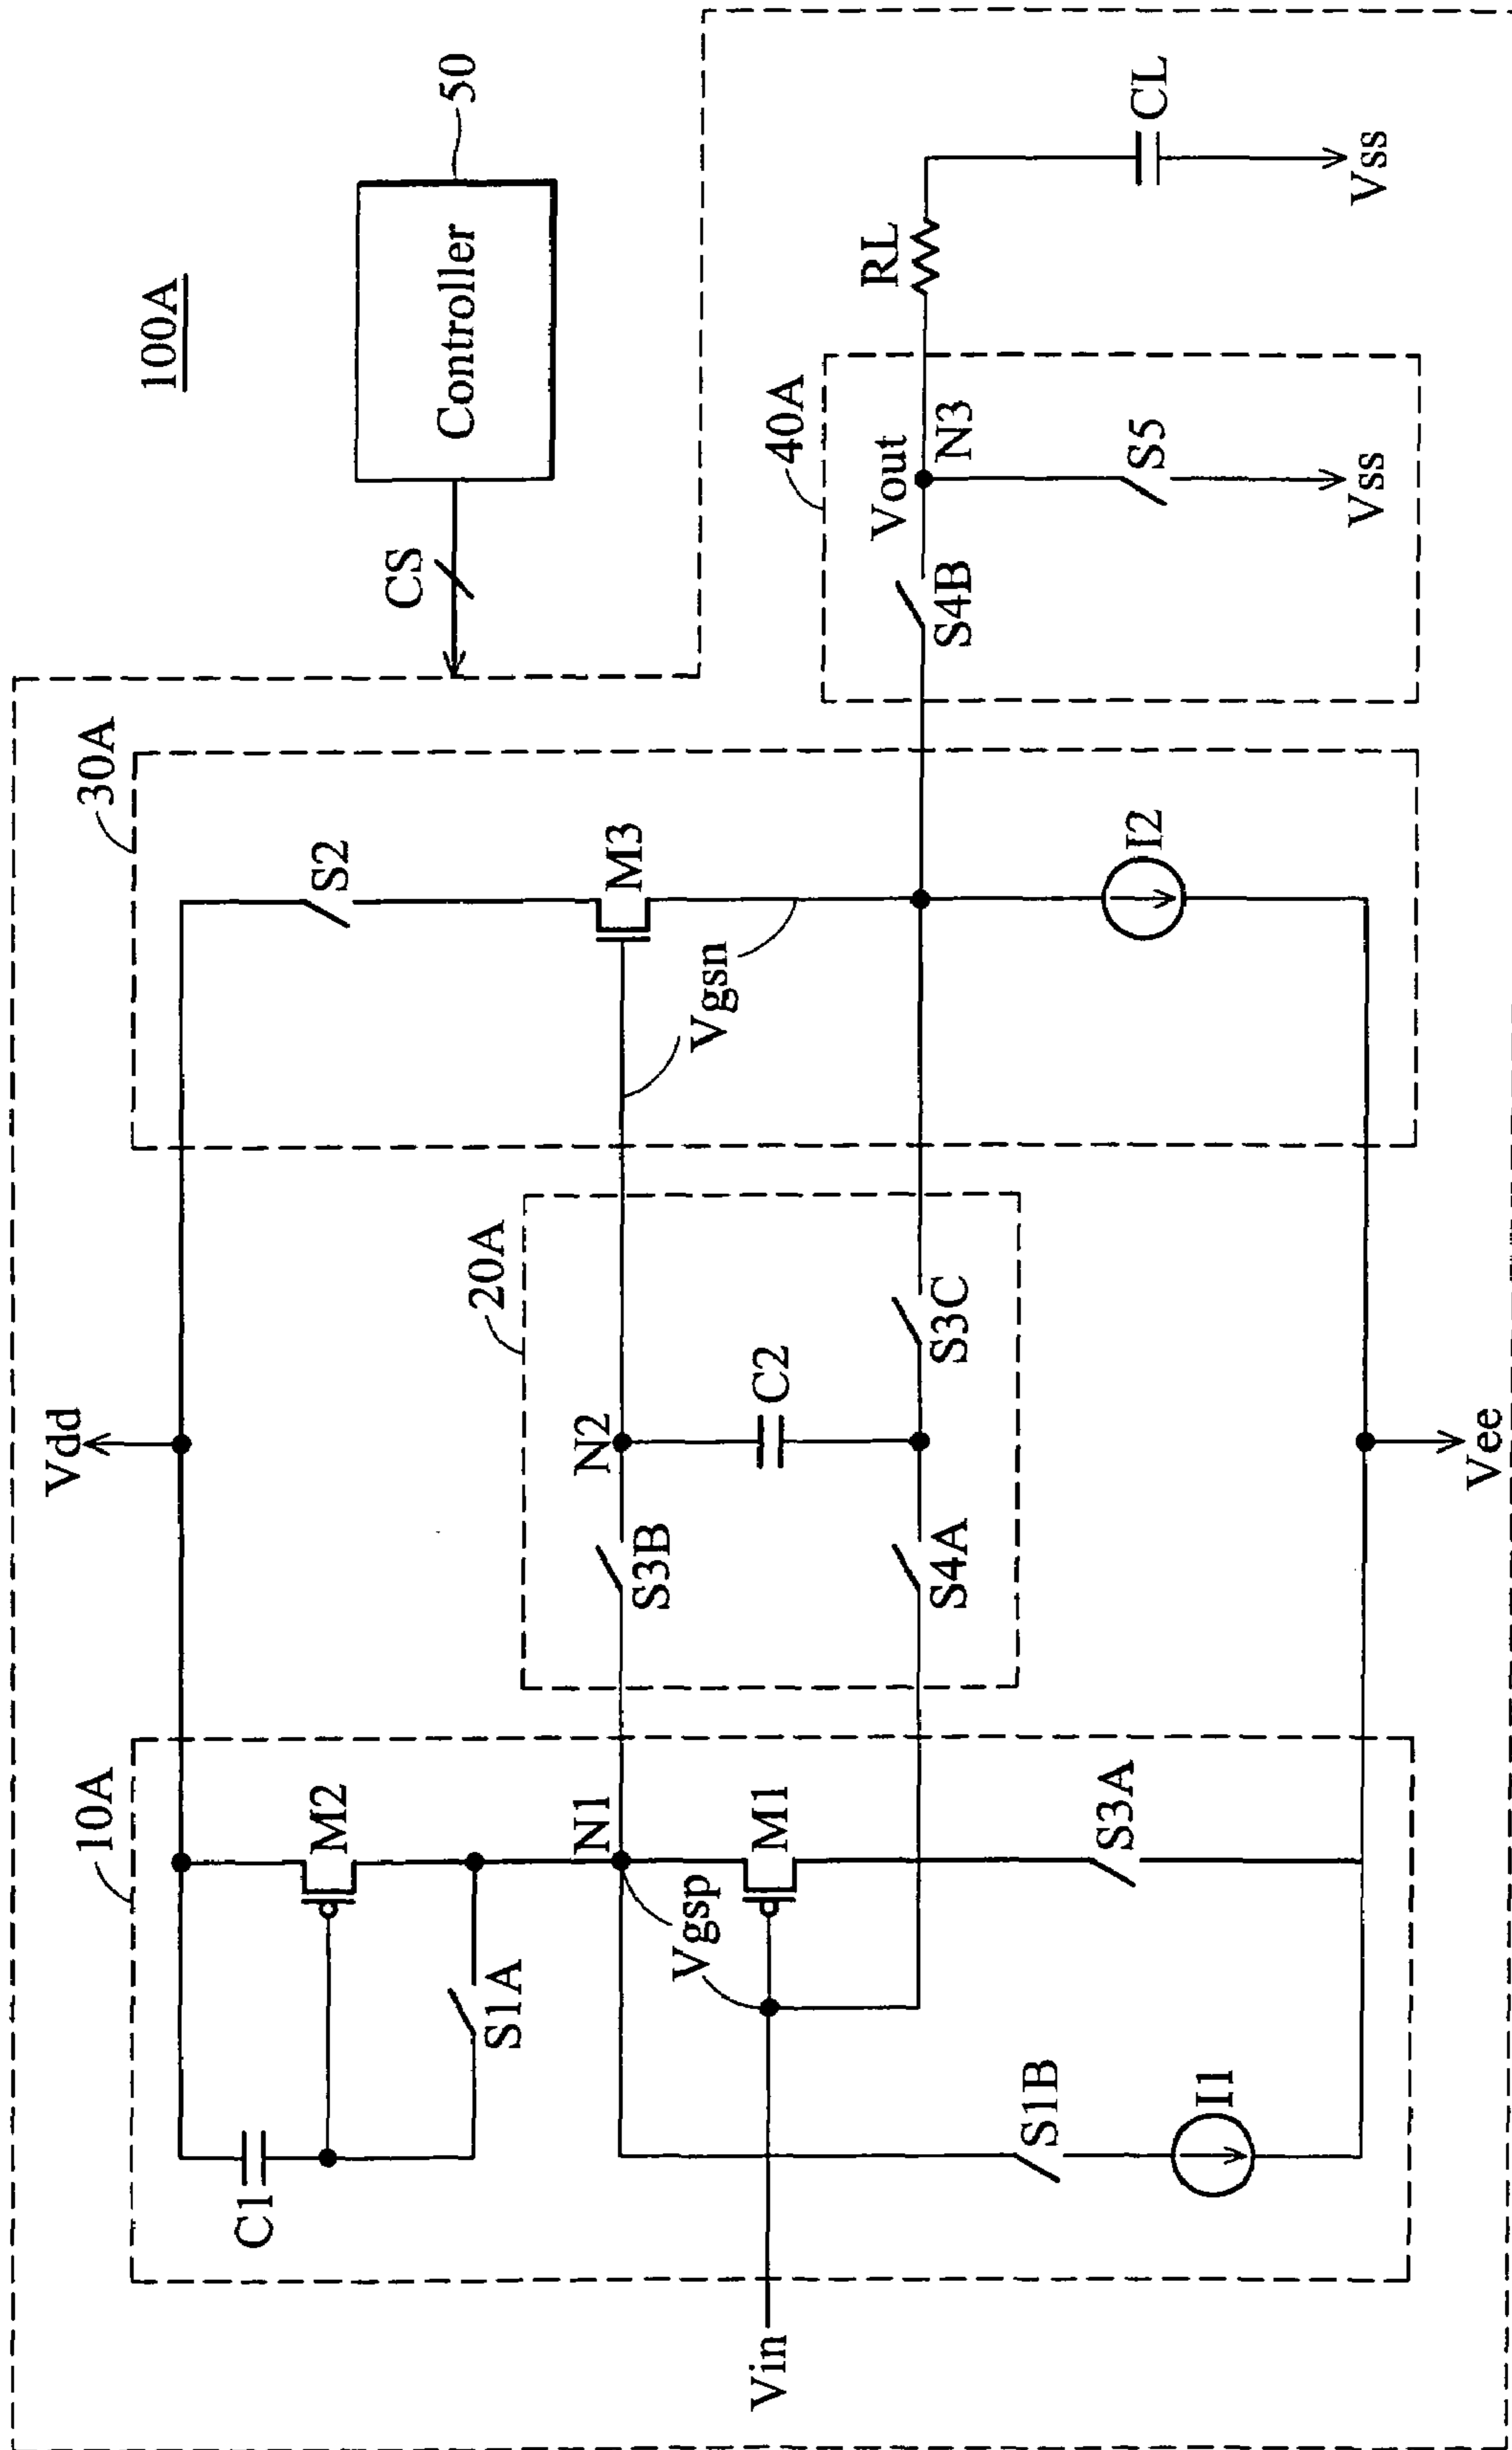 100A
Controller
50
CS
Vdd
10A
20A
30A
40A
C1
M2
S1A
N1
Vgsp
M1
S3A
S1B
I1
Vin
S3B
N2
C2
S4A
S3C
Vgsn
S2
M3
I2
Vee
S4B
Vout
N3
S5
Vss
RL
CL
Vss